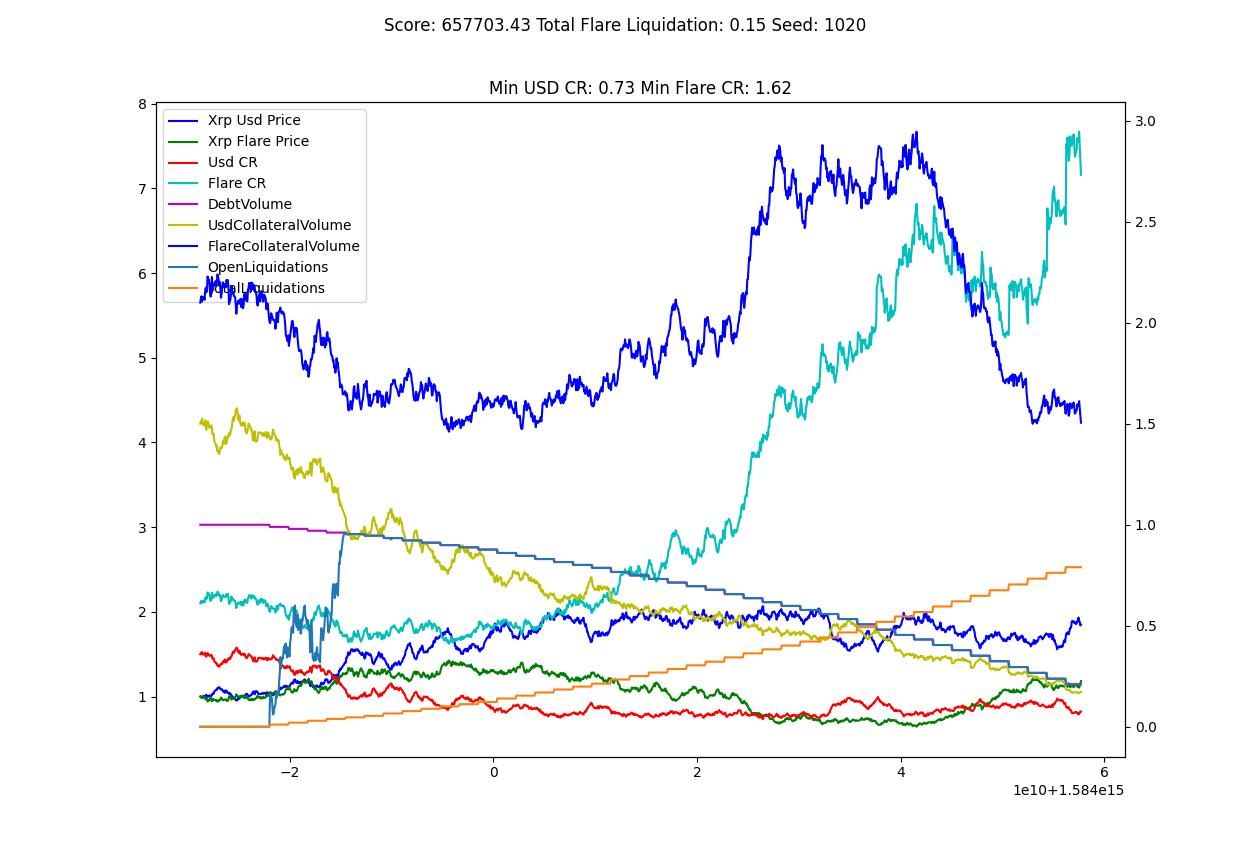 Score: 657703.43 Total Flare Liquidation: 0.15 Seed: 1020
Min USD CR: 0.73 Min Flare CR: 1.62
Xrp Usd Price
Xrp Flare Price
Usd CR
Flare CR
DebtVolume
UsdCollateralVolume
FlareCollateralVolume
OpenLiquidations
TotalLiquidations
8
7
6
5
4
3
2
1
3.0
2.5
2.0
1.5
1.0
0.5
0.0
−2
0
2
4
6
1e10+1.584e15